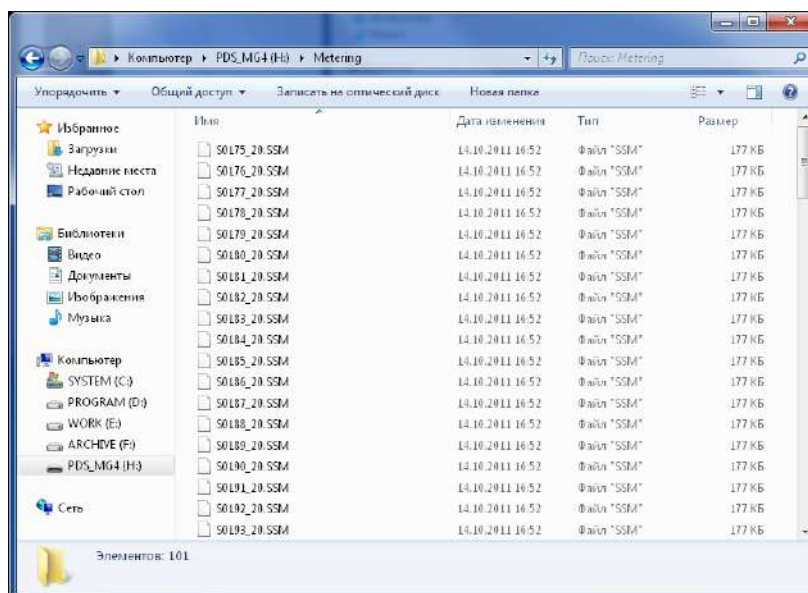 Компьютер ▸ PDS_MG4 (H:) ▸ Metering
Поиск: Metering
Упорядочить Общий доступ Записать на оптический диск Новая папка
Избранное
Загрузки
Недавние места
Рабочий стол
Библиотеки
Видео
Документы
Изображения
Музыка
Компьютер
SYSTEM (C:)
PROGRAM (D:)
WORK (E:)
ARCHIVE (F:)
PDS_MG4 (H:)
Сеть
Имя Дата изменения Тип Размер
S0175_20.SSM 14.10.2011 16:52 Файл "SSM" 177 КБ
S0176_20.SSM 14.10.2011 16:52 Файл "SSM" 177 КБ
S0177_20.SSM 14.10.2011 16:52 Файл "SSM" 177 КБ
S0178_20.SSM 14.10.2011 16:52 Файл "SSM" 177 КБ
S0179_20.SSM 14.10.2011 16:52 Файл "SSM" 177 КБ
S0180_20.SSM 14.10.2011 16:52 Файл "SSM" 177 КБ
S0181_20.SSM 14.10.2011 16:52 Файл "SSM" 177 КБ
S0182_20.SSM 14.10.2011 16:52 Файл "SSM" 177 КБ
S0183_20.SSM 14.10.2011 16:52 Файл "SSM" 177 КБ
S0184_20.SSM 14.10.2011 16:52 Файл "SSM" 177 КБ
S0185_20.SSM 14.10.2011 16:52 Файл "SSM" 177 КБ
S0186_20.SSM 14.10.2011 16:52 Файл "SSM" 177 КБ
S0187_20.SSM 14.10.2011 16:52 Файл "SSM" 177 КБ
S0188_20.SSM 14.10.2011 16:52 Файл "SSM" 177 КБ
S0189_20.SSM 14.10.2011 16:52 Файл "SSM" 177 КБ
S0190_20.SSM 14.10.2011 16:52 Файл "SSM" 177 КБ
S0191_20.SSM 14.10.2011 16:52 Файл "SSM" 177 КБ
S0192_20.SSM 14.10.2011 16:52 Файл "SSM" 177 КБ
S0193_20.SSM 14.10.2011 16:52 Файл "SSM" 177 КБ
Элементов: 101